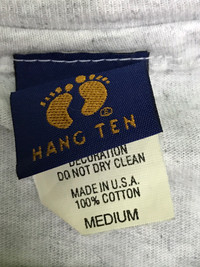 HANG TEN
DECORATION
DO NOT DRY CLEAN
MADE IN U.S.A.
100% COTTON
MEDIUM